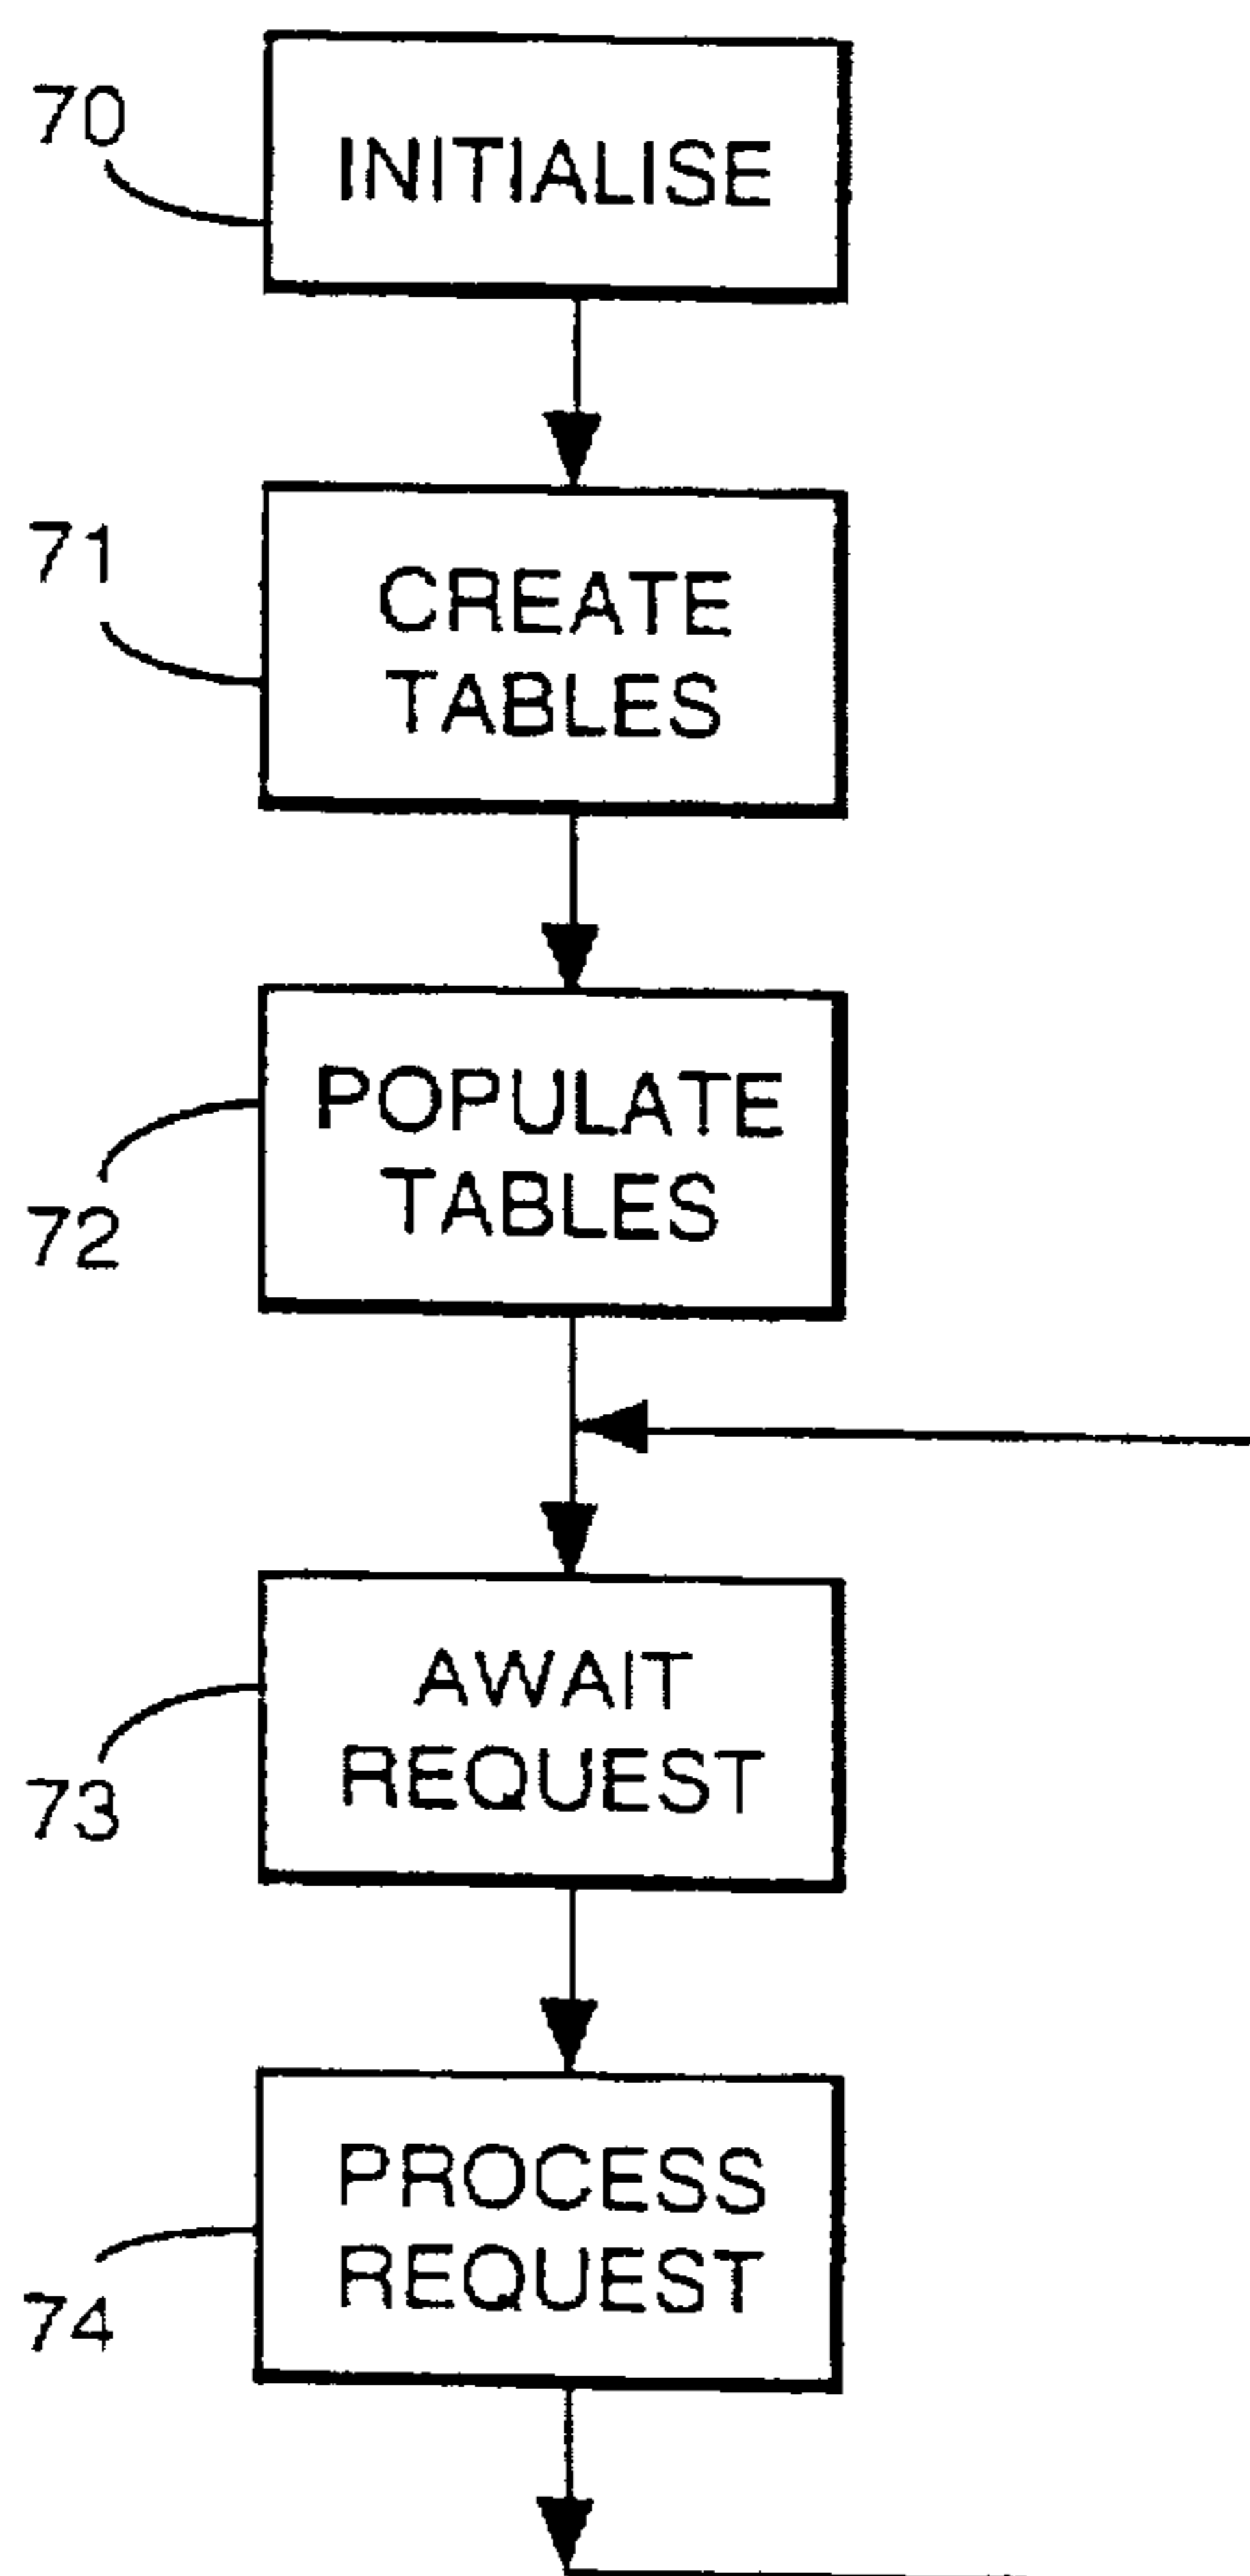 70
INITIALISE
71
CREATE
TABLES
POPULATE
TABLES
72
AWAIT
REQUEST
73
PROCESS
REQUEST
74